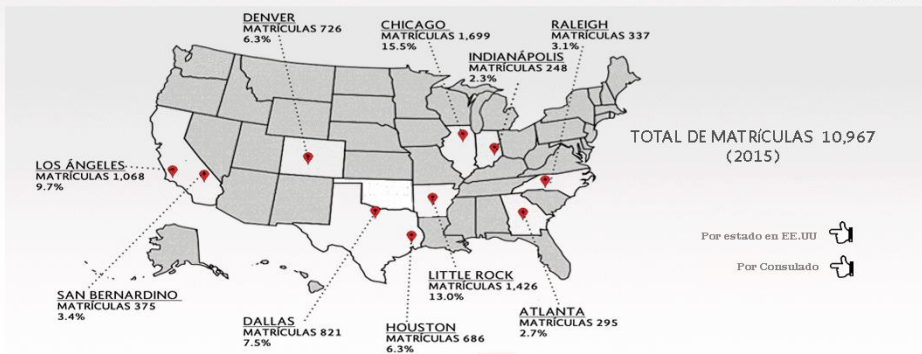 DENVER
MATRÍCULAS 726
6.3%
CHICAGO
MATRÍCULAS 1,699
15.5%
RALEIGH
MATRÍCULAS 337
3.1%
INDIANÁPOLIS
MATRÍCULAS 248
2.3%
TOTAL DE MATRÍCULAS 10,967
(2015)
LOS ÁNGELES
MATRÍCULAS 1,068
9.7%
Por estado en EE.UU
Por Consulado
SAN BERNARDINO
MATRÍCULAS 375
3.4%
LITTLE ROCK
MATRÍCULAS 1,426
13.0%
DALLAS
MATRÍCULAS 821
7.5%
HOUSTON
MATRÍCULAS 686
6.3%
ATLANTA
MATRÍCULAS 295
2.7%